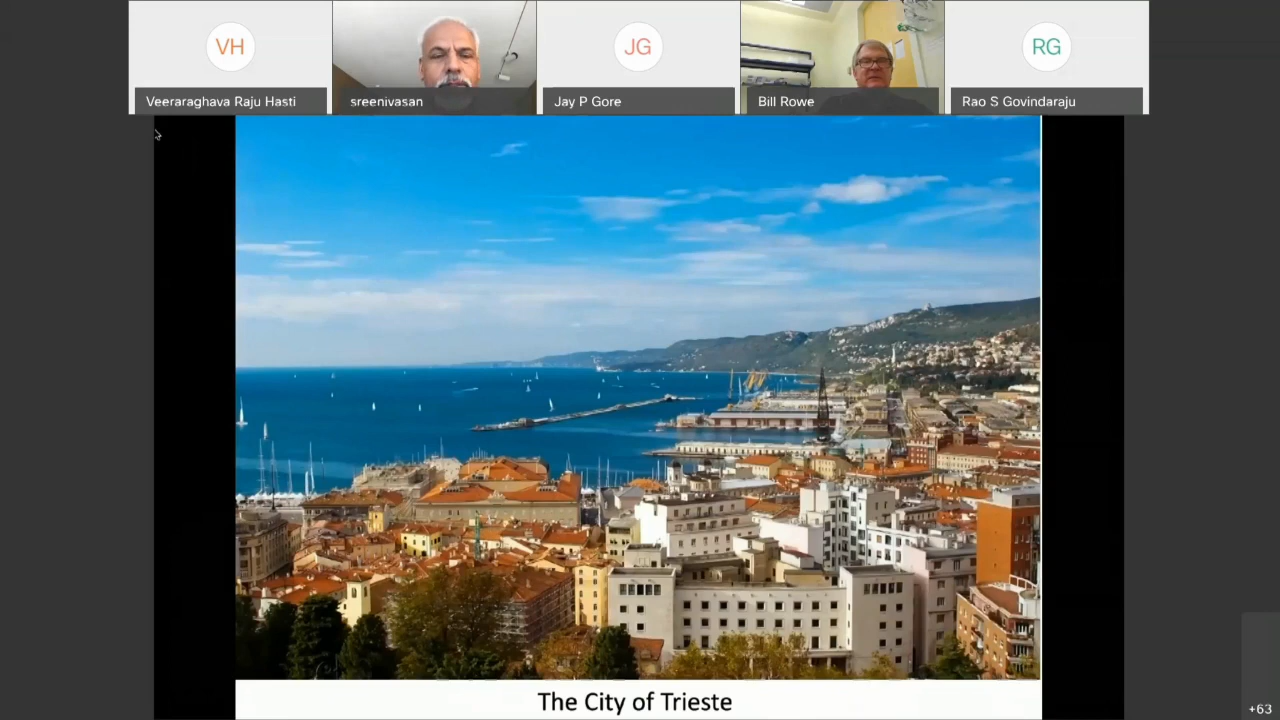 VH
JG
RG
Veeraraghava Raju Hasti
sreenivasan
Jay P Gore
Bill Rowe
Rao S Govindaraju
The City of Trieste
+63